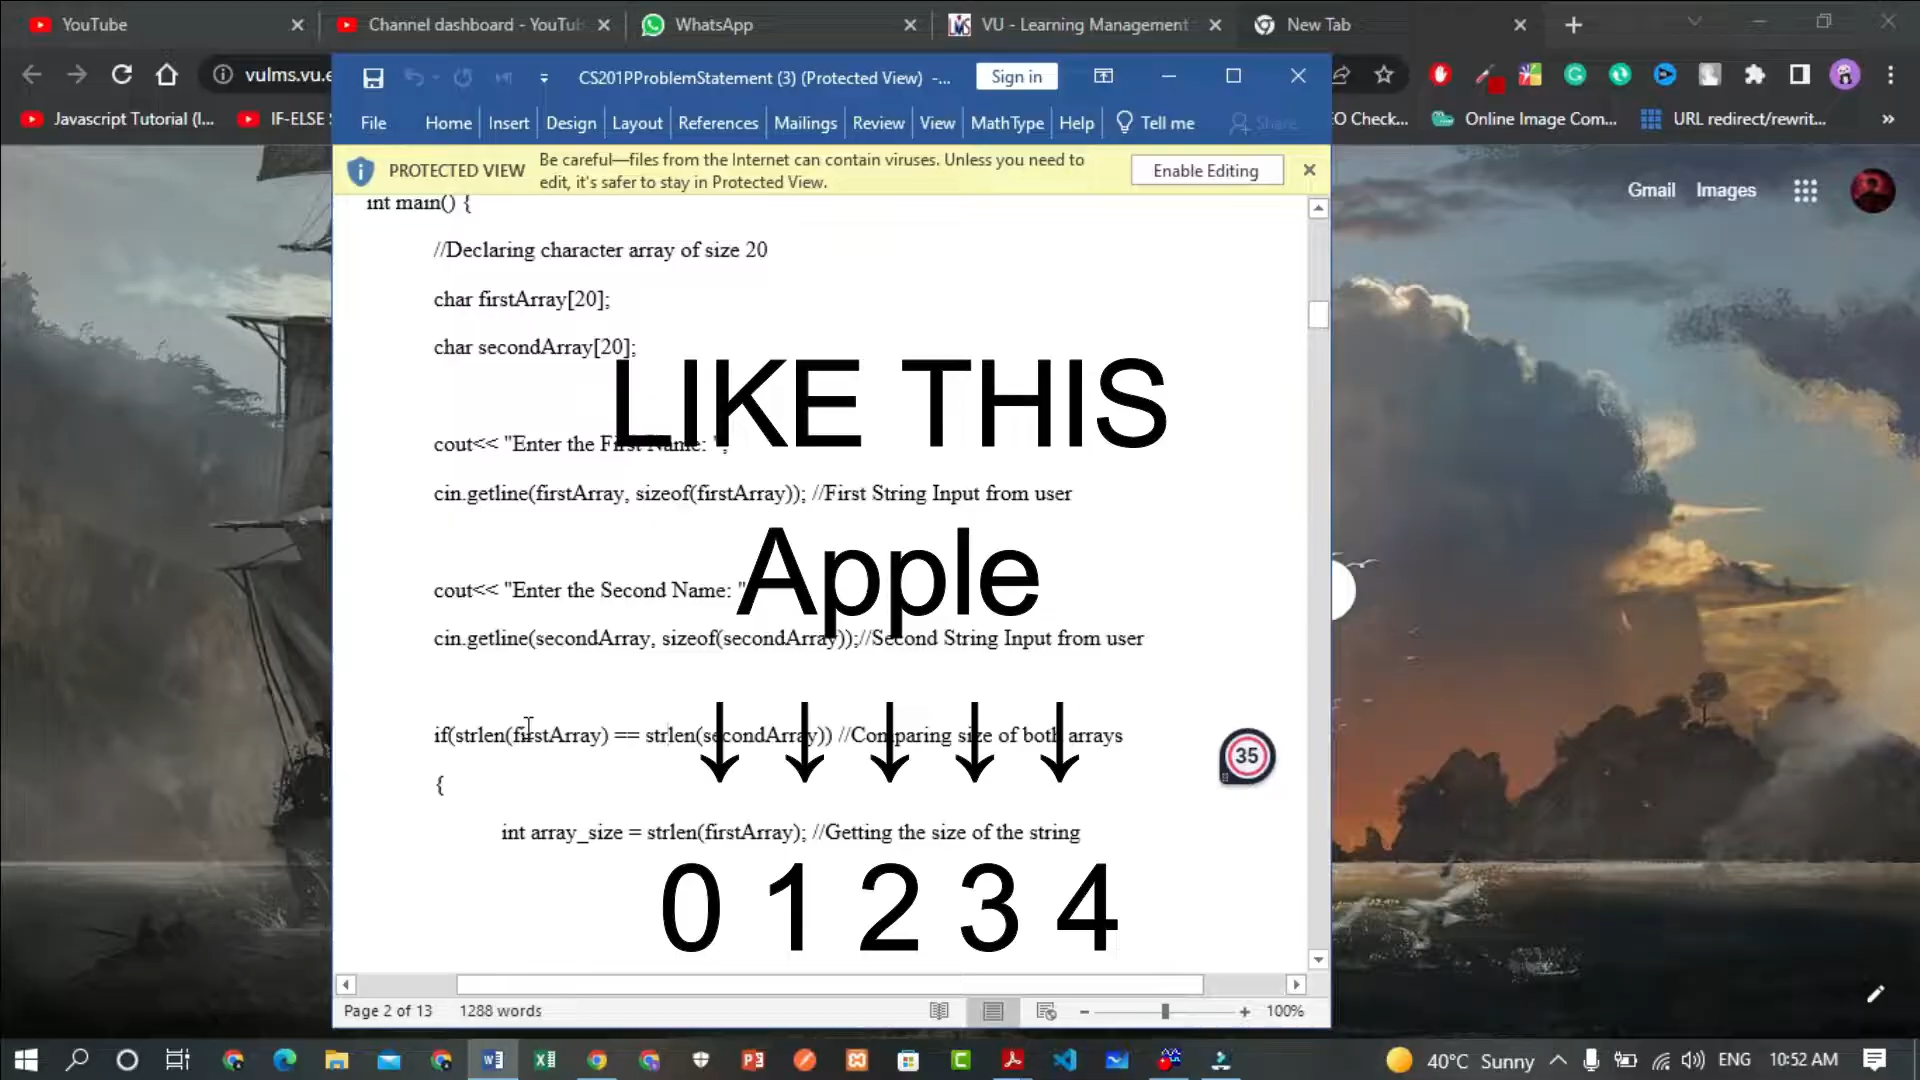 YouTube
Channel dashboard - YouTu
WhatsApp
VU - Learning Management
New Tab
vulms.vu.e
Javascript Tutorial (I...
IF-ELSE S
O Check...
Online Image Com...
URL redirect/rewrit...
»
Gmail
Images
CS201PProblemStatement (3) (Protected View) -...
Sign in
File
Home
Insert
Design
Layout
References
Mailings
Review
View
MathType
Help
Tell me
Share
PROTECTED VIEW
Be careful—files from the Internet can contain viruses. Unless you need to
edit, it's safer to stay in Protected View.
Enable Editing
int main() {
//Declaring character array of size 20
char firstArray[20];
char secondArray[20];
LIKE THIS
cout<< "Enter the First Name: ";
cin.getline(firstArray, sizeof(firstArray)); //First String Input from user
Apple
cout<< "Enter the Second Name: "
cin.getline(secondArray, sizeof(secondArray));//Second String Input from user
if(strlen(firstArray) == strlen(secondArray)) //Comparing size of both arrays
35
{
int array_size = strlen(firstArray); //Getting the size of the string
0 1 2 3 4
Page 2 of 13
1288 words
100%
40°C Sunny
ENG
10:52 AM